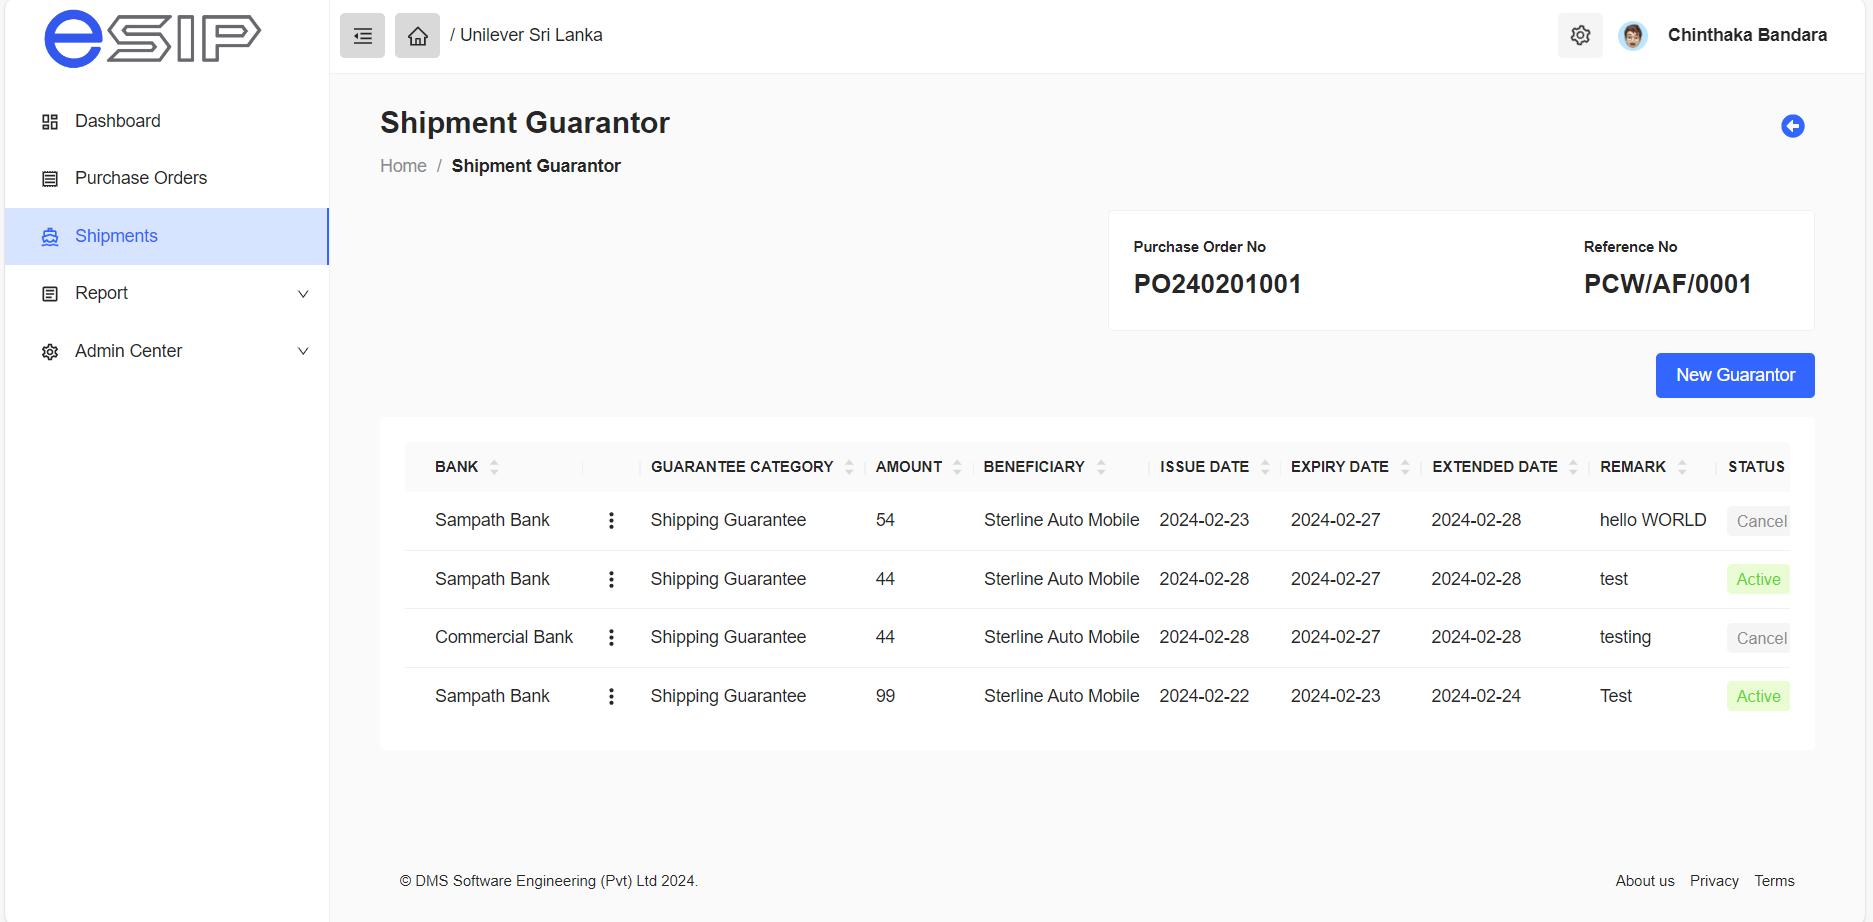 eSIP
/ Unilever Sri Lanka
Chinthaka Bandara
Dashboard
Purchase Orders
Shipments
Report
Admin Center
Shipment Guarantor
Home / Shipment Guarantor
Purchase Order No
PO240201001
Reference No
PCW/AF/0001
New Guarantor
BANK GUARANTEE CATEGORY AMOUNT BENEFICIARY ISSUE DATE EXPIRY DATE EXTENDED DATE REMARK STATUS
Sampath Bank Shipping Guarantee 54 Sterline Auto Mobile 2024-02-23 2024-02-27 2024-02-28 hello WORLD Cancel
Sampath Bank Shipping Guarantee 44 Sterline Auto Mobile 2024-02-28 2024-02-27 2024-02-28 test Active
Commercial Bank Shipping Guarantee 44 Sterline Auto Mobile 2024-02-28 2024-02-27 2024-02-28 testing Cancel
Sampath Bank Shipping Guarantee 99 Sterline Auto Mobile 2024-02-22 2024-02-23 2024-02-24 Test Active
© DMS Software Engineering (Pvt) Ltd 2024.
About us Privacy Terms